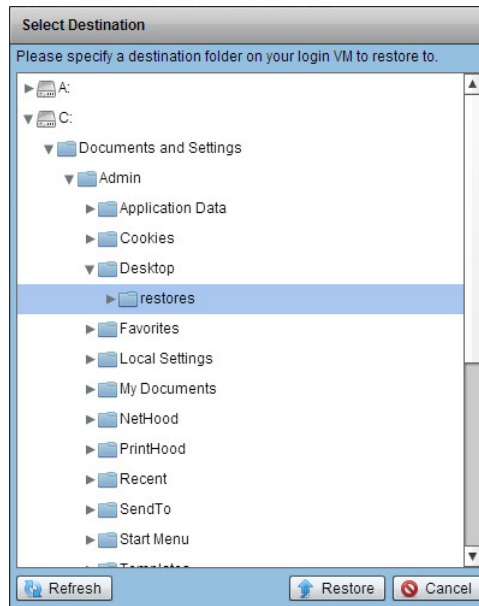 Select Destination
Please specify a destination folder on your login VM to restore to.
A:
C:
Documents and Settings
Admin
Application Data
Cookies
Desktop
restores
Favorites
Local Settings
My Documents
NetHood
PrintHood
Recent
SendTo
Start Menu
Templates
Refresh Restore Cancel